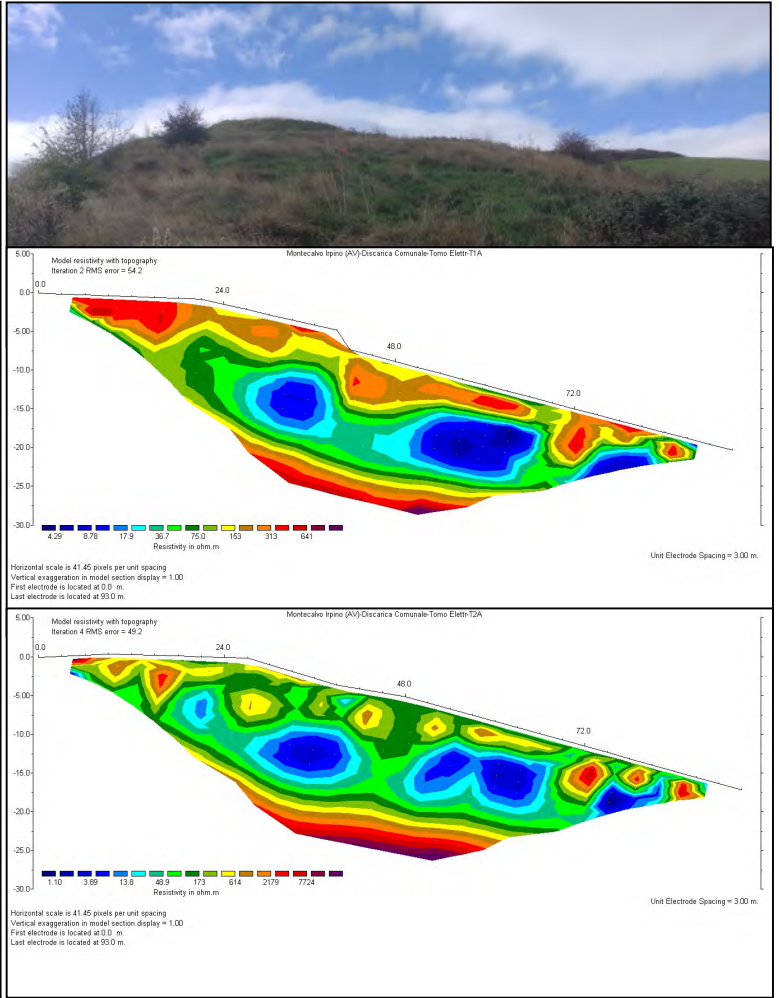 Montecalvo Irpino (AV)-Discarica Comunale-Tomo Elettr-T1A
5.00
Model resistivity with topography
Iteration 2 RMS error = 54.2
0.0
24.0
0.0
-5.00
48.0
-10.0
72.0
-15.0
-20.0
-25.0
-30.0
4.29 8.78 17.9 36.7 75.0 153 313 641
Resistivity in ohm.m
Unit Electrode Spacing = 3.00 m.
Horizontal scale is 41.45 pixels per unit spacing
Vertical exaggeration in model section display = 1.00
First electrode is located at 0.0 m.
Last electrode is located at 93.0 m.
Montecalvo Irpino (AV)-Discarica Comunale-Tomo Elettr-T2A
5.00
Model resistivity with topography
Iteration 4 RMS error = 49.2
0.0
24.0
0.0
48.0
-5.00
-10.0
72.0
-15.0
-20.0
-25.0
-30.0
1.10 3.89 13.8 48.9 173 614 2179 7724
Resistivity in ohm.m
Unit Electrode Spacing = 3.00 m.
Horizontal scale is 41.45 pixels per unit spacing
Vertical exaggeration in model section display = 1.00
First electrode is located at 0.0 m.
Last electrode is located at 93.0 m.